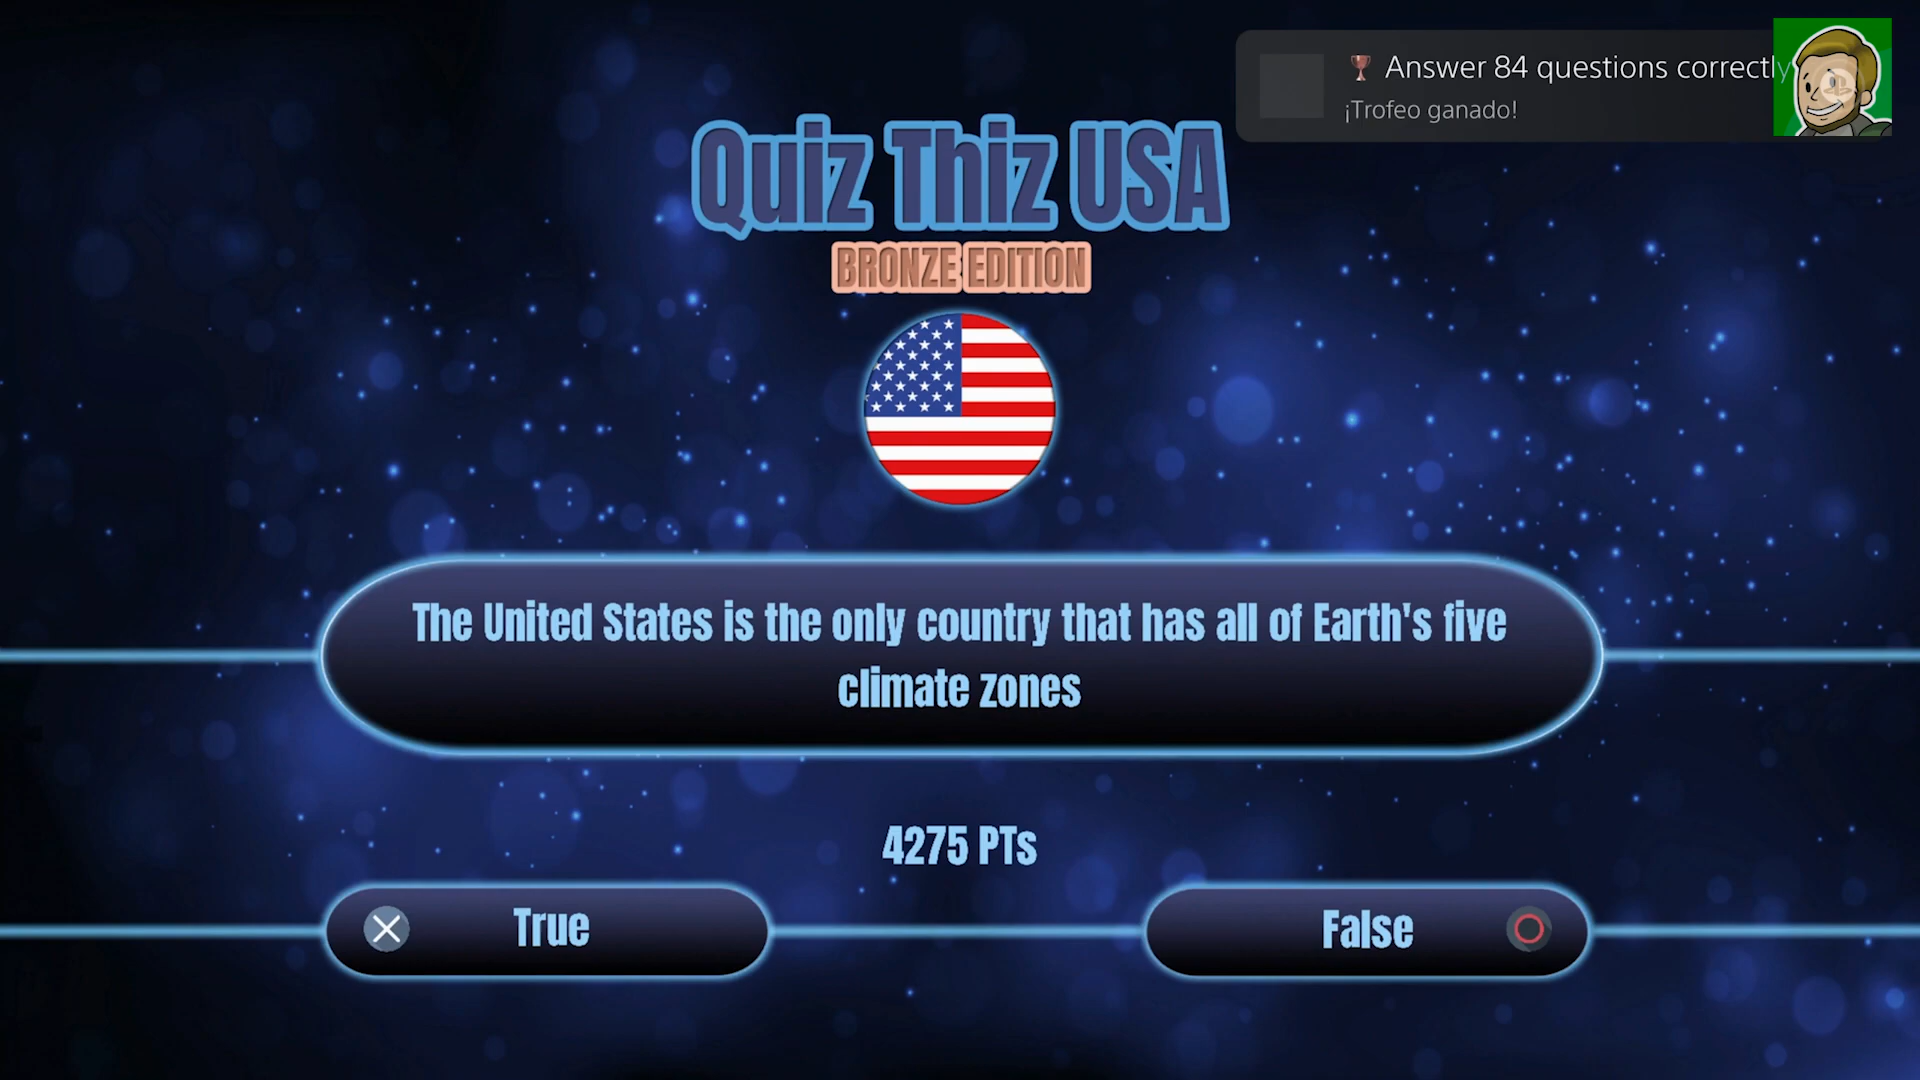 Answer 84 questions correctly
¡Trofeo ganado!
Quiz Thiz USA
BRONZE EDITION
The United States is the only country that has all of Earth's five
climate zones
4275 PTs
True
False